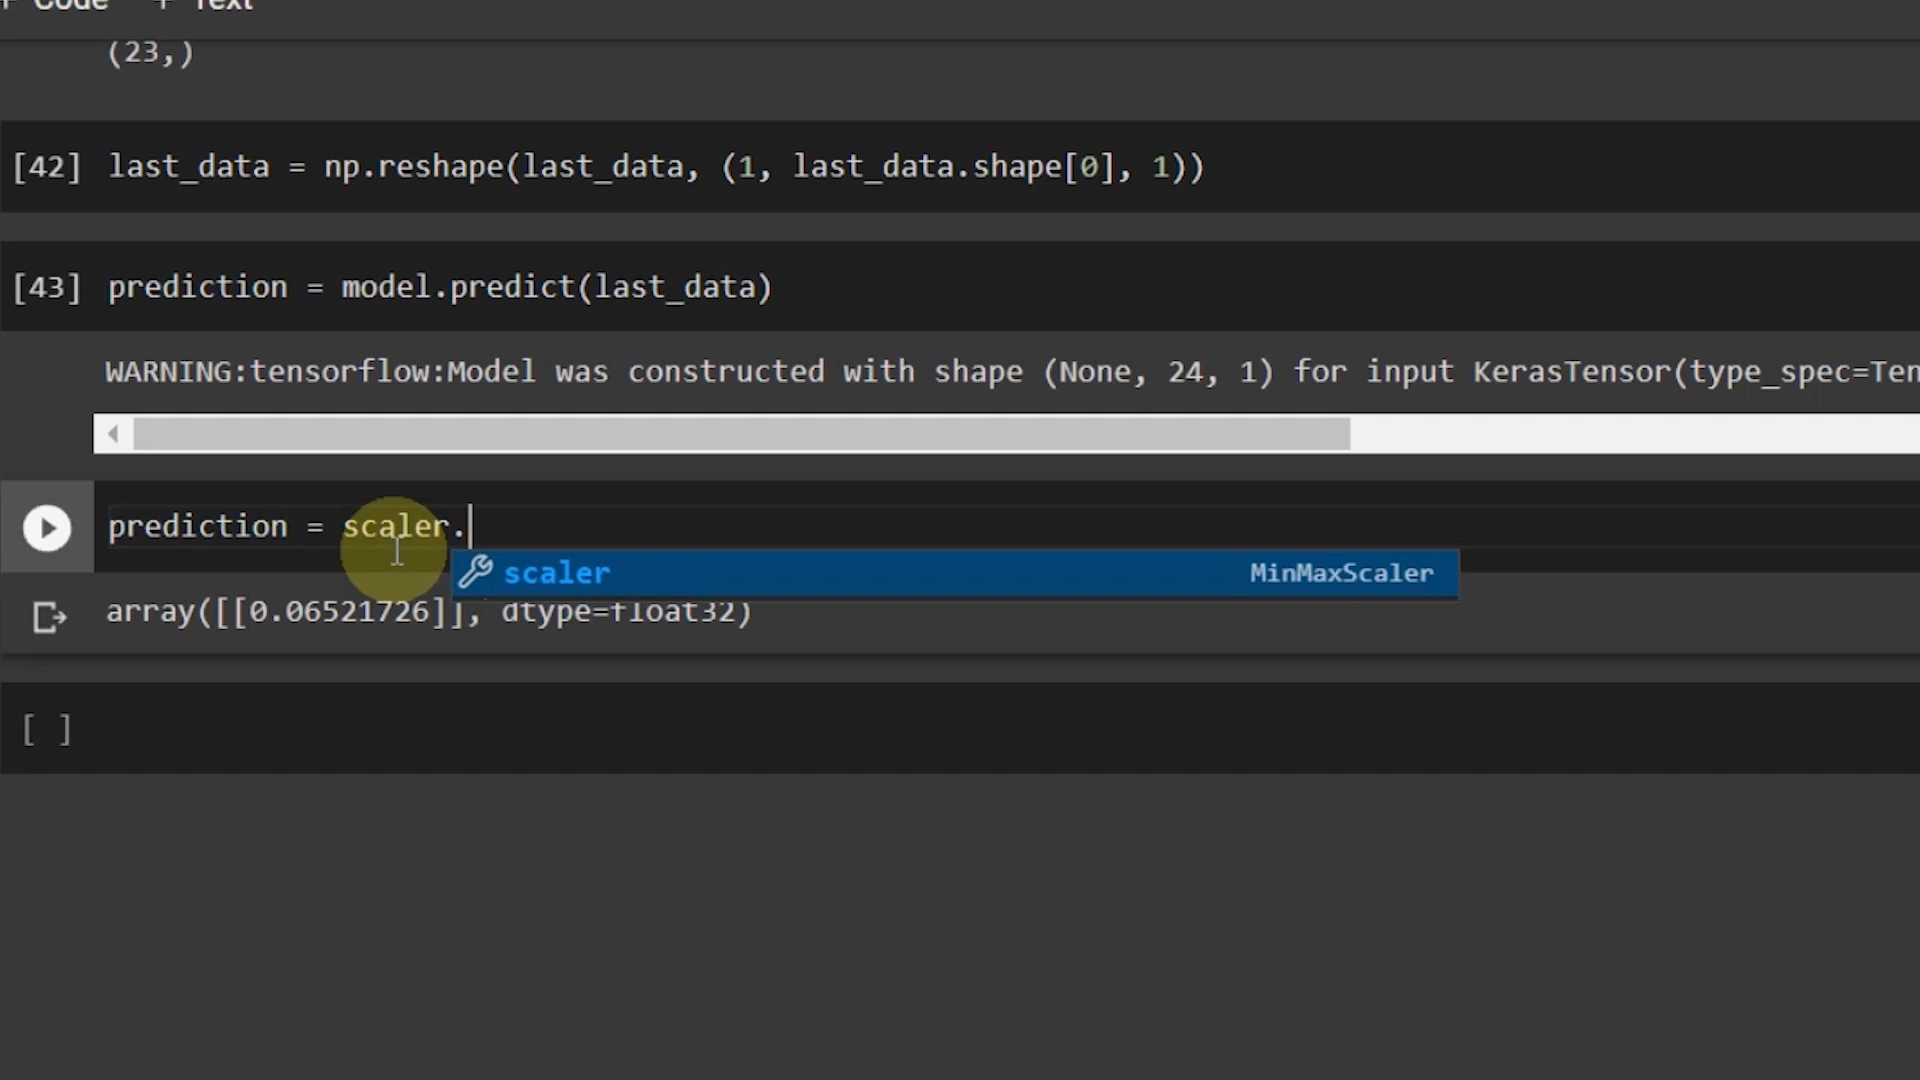 + Code + Text
(23,)
[42] last_data = np.reshape(last_data, (1, last_data.shape[0], 1))
[43] prediction = model.predict(last_data)
WARNING:tensorflow:Model was constructed with shape (None, 24, 1) for input KerasTensor(type_spec=Ten
prediction = scaler.
scaler MinMaxScaler
array([[0.06521726]], dtype=float32)
[ ]